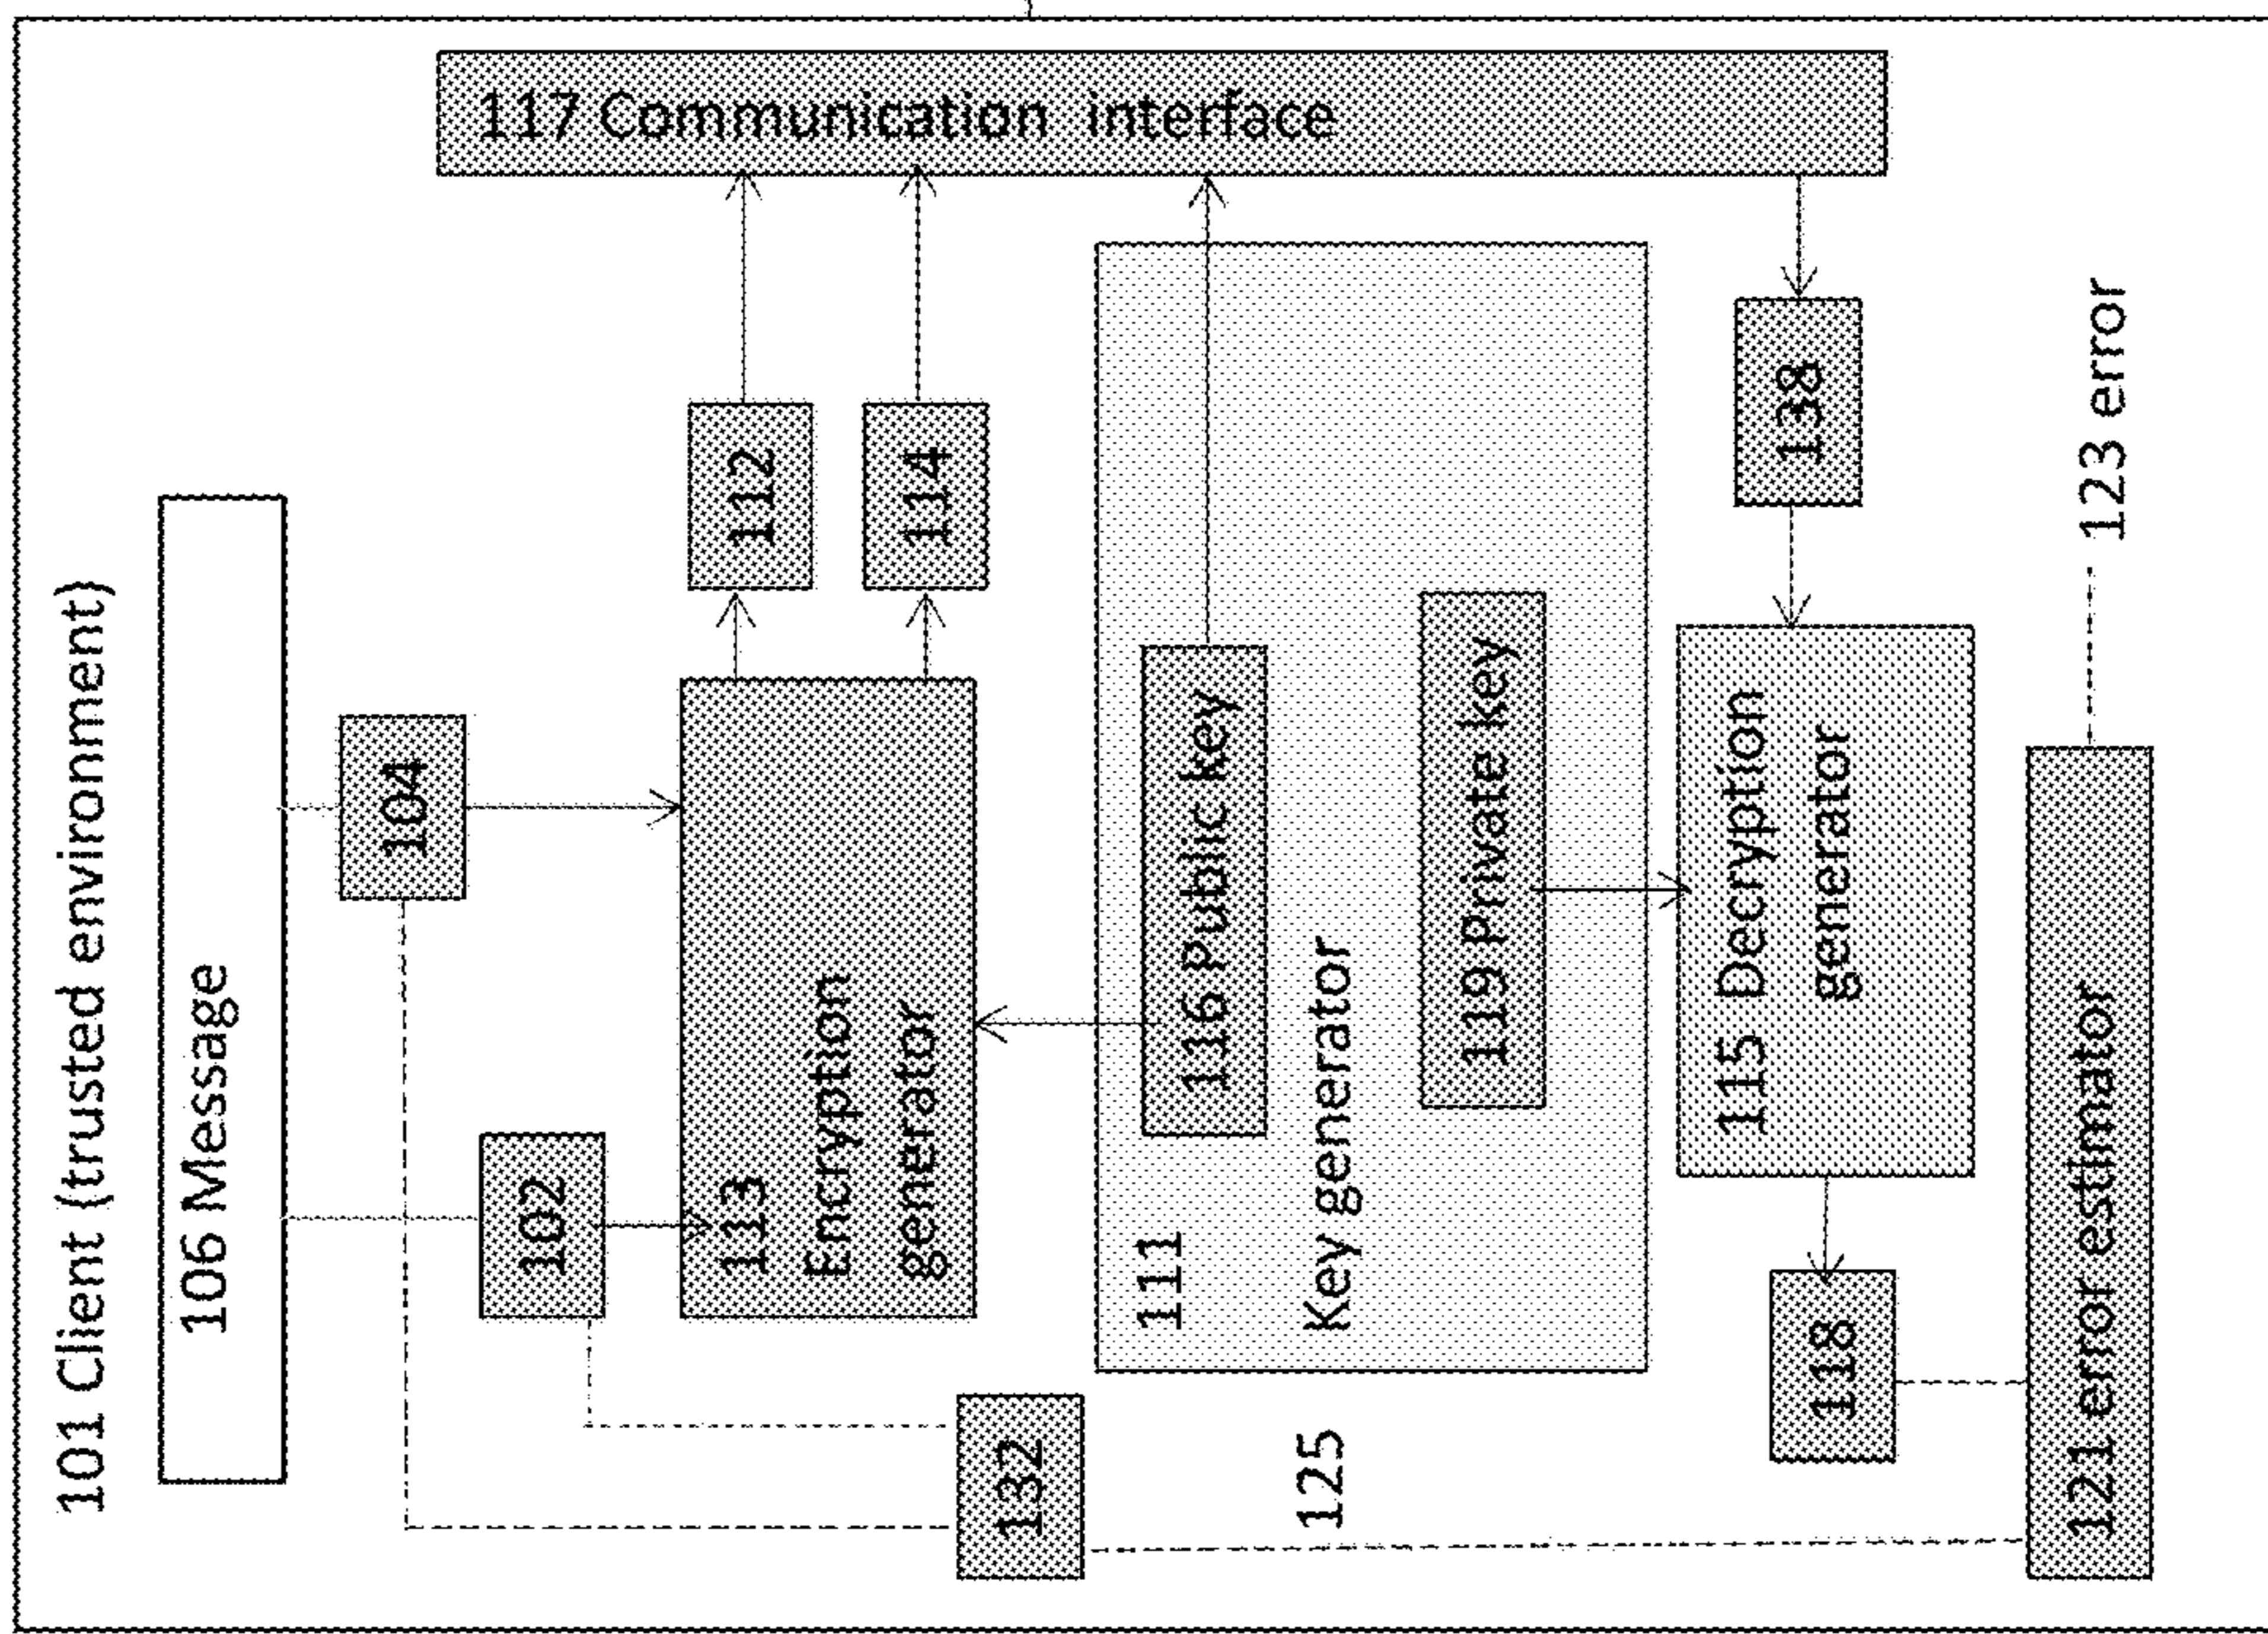 101 Client (trusted environment)
106 Message
104
102
113
Encryption
generator
112
114
117 Communication interface
132
111
116 Public key
Key generator
119 Private key
125
138
115 Decryption
generator
118
121 error estimator
123 error